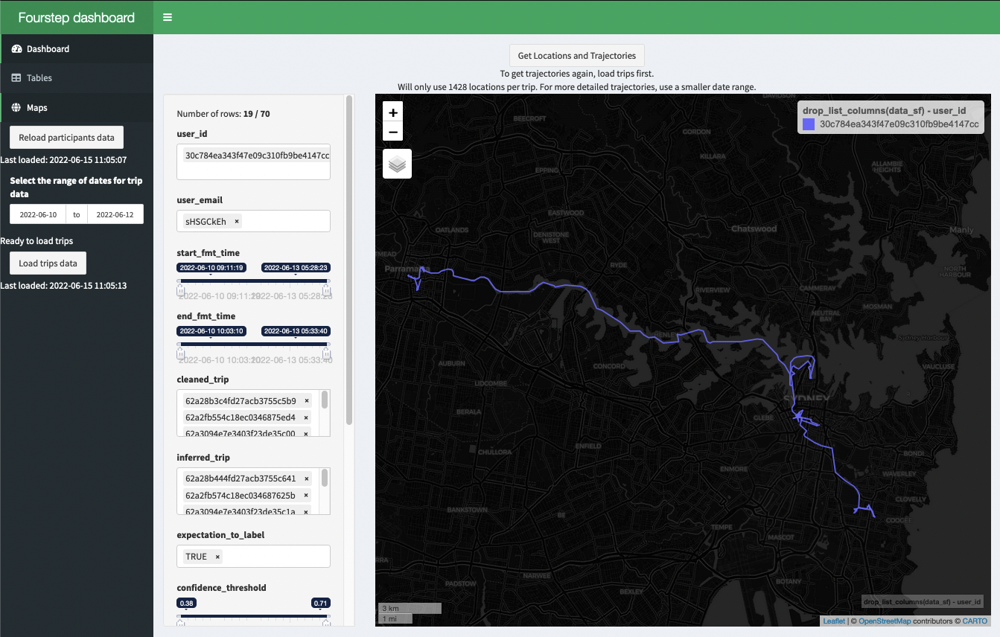 Fourstep dashboard
Dashboard
Tables
Maps
Reload participants data
Last loaded: 2022-06-15 11:05:07
Select the range of dates for trip
data
2022-06-10 to 2022-06-12
Ready to load trips
Load trips data
Last loaded: 2022-06-15 11:05:13
Get Locations and Trajectories
To get trajectories again, load trips first.
Will only use 1428 locations per trip. For more detailed trajectories, use a smaller date range.
Number of rows: 19 / 70
user_id
30c784ea343f47e09c310fb9be4147cc
user_email
sHSGCkEh ×
start_fmt_time
2022-06-10 09:11:19 2022-06-13 05:28:23
2022-06-10 09:11:19 2022-06-13 05:28:23
end_fmt_time
2022-06-10 10:03:10 2022-06-13 05:33:40
2022-06-10 10:03:10 2022-06-13 05:33:40
cleaned_trip
62a28b3c4fd27acb3755c5b9 ×
62a2fb554c18ec0346875ed4 ×
62a3094e7e3403f23de35c00 ×
inferred_trip
62a28b444fd27acb3755c641 ×
62a2fb574c18ec034687625b ×
62a3094e7e3403f23de35c1a ×
expectation_to_label
TRUE ×
confidence_threshold
0.38 0.71
+
−
drop_list_columns(data_sf) - user_id
30c784ea343f47e09c310fb9be4147cc
DAVIDSON
BEECROFT
GORDON
KILLARA
ALLAMBIE
HEIGHTS
EPPING
EASTWOOD
Chatswood
OATLANDS
DENISTONE
WEST
Manly
TMEAD
Parramatta
RYDE
NORTH
HARBOUR
RIVERVIEW
CAMMERAY
MOSMAN
NEUTRAL
BAY
HENLEY
Sydney Harbour
AUBURN
CONCORD
VAUCLUSE
LIDCOMBE
SYDNEY
BERALA
GLEBE
CHULLORA
ENFIELD
BONDI
ENMORE
WAVERLEY
CLOVELLY
BANKSTOWN
BE
COOGEE
TEMPE
MASCOT
RRA
NARWEE
PADSTOW
BEXLEY
BOTANY
3 km
1 mi
drop_list_columns(data_sf) - user_id
Leaflet | © OpenStreetMap contributors © CARTO